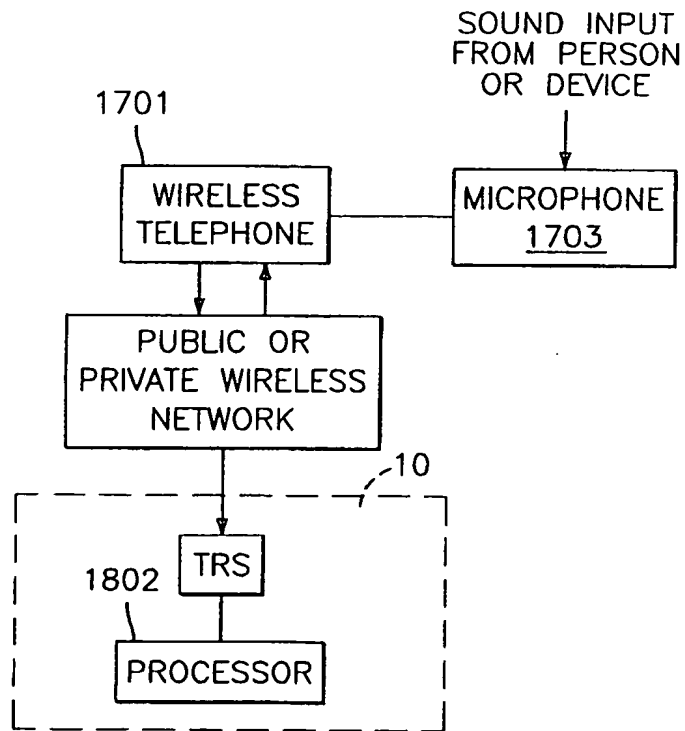 SOUND INPUT
FROM PERSON
OR DEVICE
1701
WIRELESS
TELEPHONE
MICROPHONE
1703
PUBLIC OR
PRIVATE WIRELESS
NETWORK
10
TRS
1802
PROCESSOR